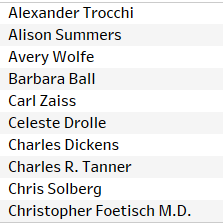 Alexander Trocchi
Alison Summers
Avery Wolfe
Barbara Ball
Carl Zaiss
Celeste Drolle
Charles Dickens
Charles R. Tanner
Chris Solberg
Christopher Foetisch M.D.